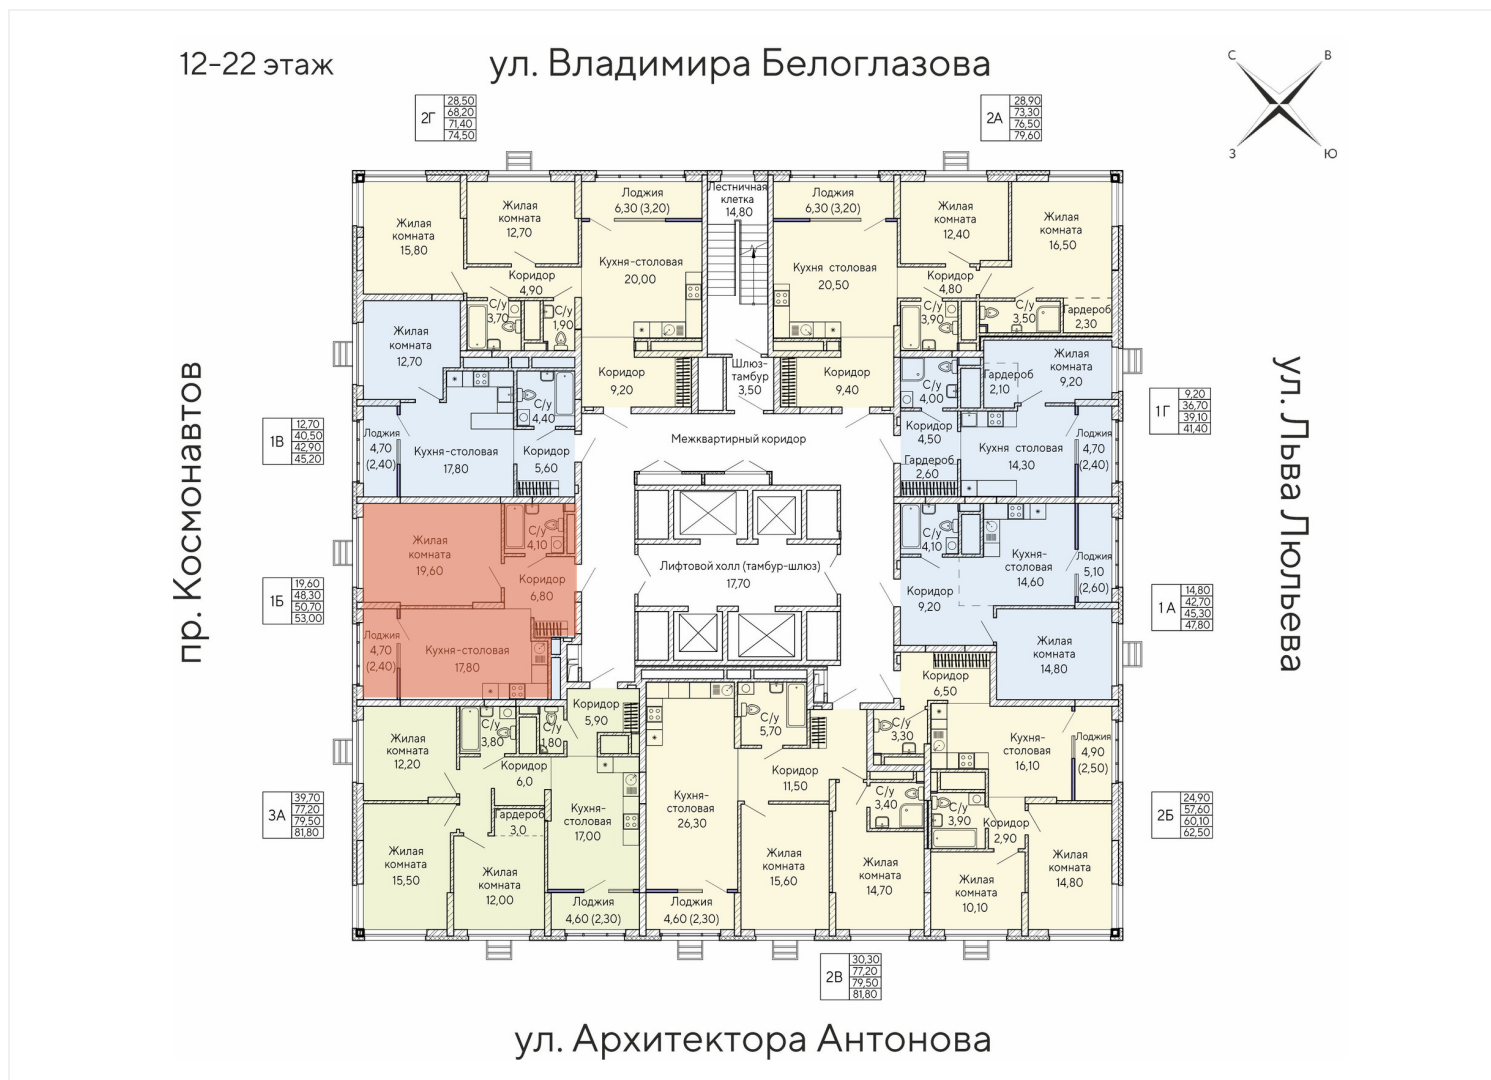 12-22 этаж
ул. Владимира Белоглазова
С
В
З
Ю
2Г
28,50
68,20
71,40
74,50
2А
28,90
73,30
76,50
79,60
Жилая
комната
15,80
Жилая
комната
12,70
Лоджия
6,30 (3,20)
Лестничная
клетка
14,80
Лоджия
6,30 (3,20)
Жилая
комната
12,40
Жилая
комната
16,50
Коридор
4,90
Кухня-столовая
20,00
Кухня столовая
20,50
Коридор
4,80
С/у
3,70
С/у
1,90
С/у
3,90
С/у
3,50
Гардероб
2,30
Жилая
комната
12,70
Коридор
9,20
Шлюз-
тамбур
3,50
Коридор
9,40
С/у
4,00
Гардероб
2,10
Жилая
комната
9,20
пр. Космонавтов
ул. Льва Люльева
1В
12,70
40,50
42,90
45,20
1Г
9,20
36,70
39,10
41,40
Лоджия
4,70
(2,40)
Кухня-столовая
17,80
С/у
4,40
Коридор
5,60
Межквартирный коридор
Коридор
4,50
Гардероб
2,60
Кухня столовая
14,30
Лоджия
4,70
(2,40)
Жилая
комната
19,60
С/у
4,10
Коридор
6,80
Лифтовой холл (тамбур-шлюз)
17,70
С/у
4,10
Коридор
9,20
Кухня-
столовая
14,60
Лоджия
5,10
(2,60)
1Б
19,60
48,30
50,70
53,00
1А
14,80
42,70
45,30
47,80
Лоджия
4,70
(2,40)
Кухня-столовая
17,80
Жилая
комната
14,80
Коридор
6,50
Жилая
комната
12,20
С/у
3,80
С/у
1,80
Коридор
5,90
С/у
5,70
С/у
3,30
Кухня-
столовая
16,10
Лоджия
4,90
(2,50)
Коридор
6,0
Коридор
11,50
3А
39,70
77,20
79,50
81,80
2Б
24,90
57,60
60,10
62,50
Гардероб
3,0
Кухня-
столовая
17,00
Кухня-
столовая
26,30
С/у
3,40
С/у
3,90
Коридор
2,90
Жилая
комната
15,50
Жилая
комната
12,00
Жилая
комната
15,60
Жилая
комната
14,70
Жилая
комната
10,10
Жилая
комната
14,80
Лоджия
4,60 (2,30)
Лоджия
4,60 (2,30)
2В
30,30
77,20
79,50
81,80
ул. Архитектора Антонова